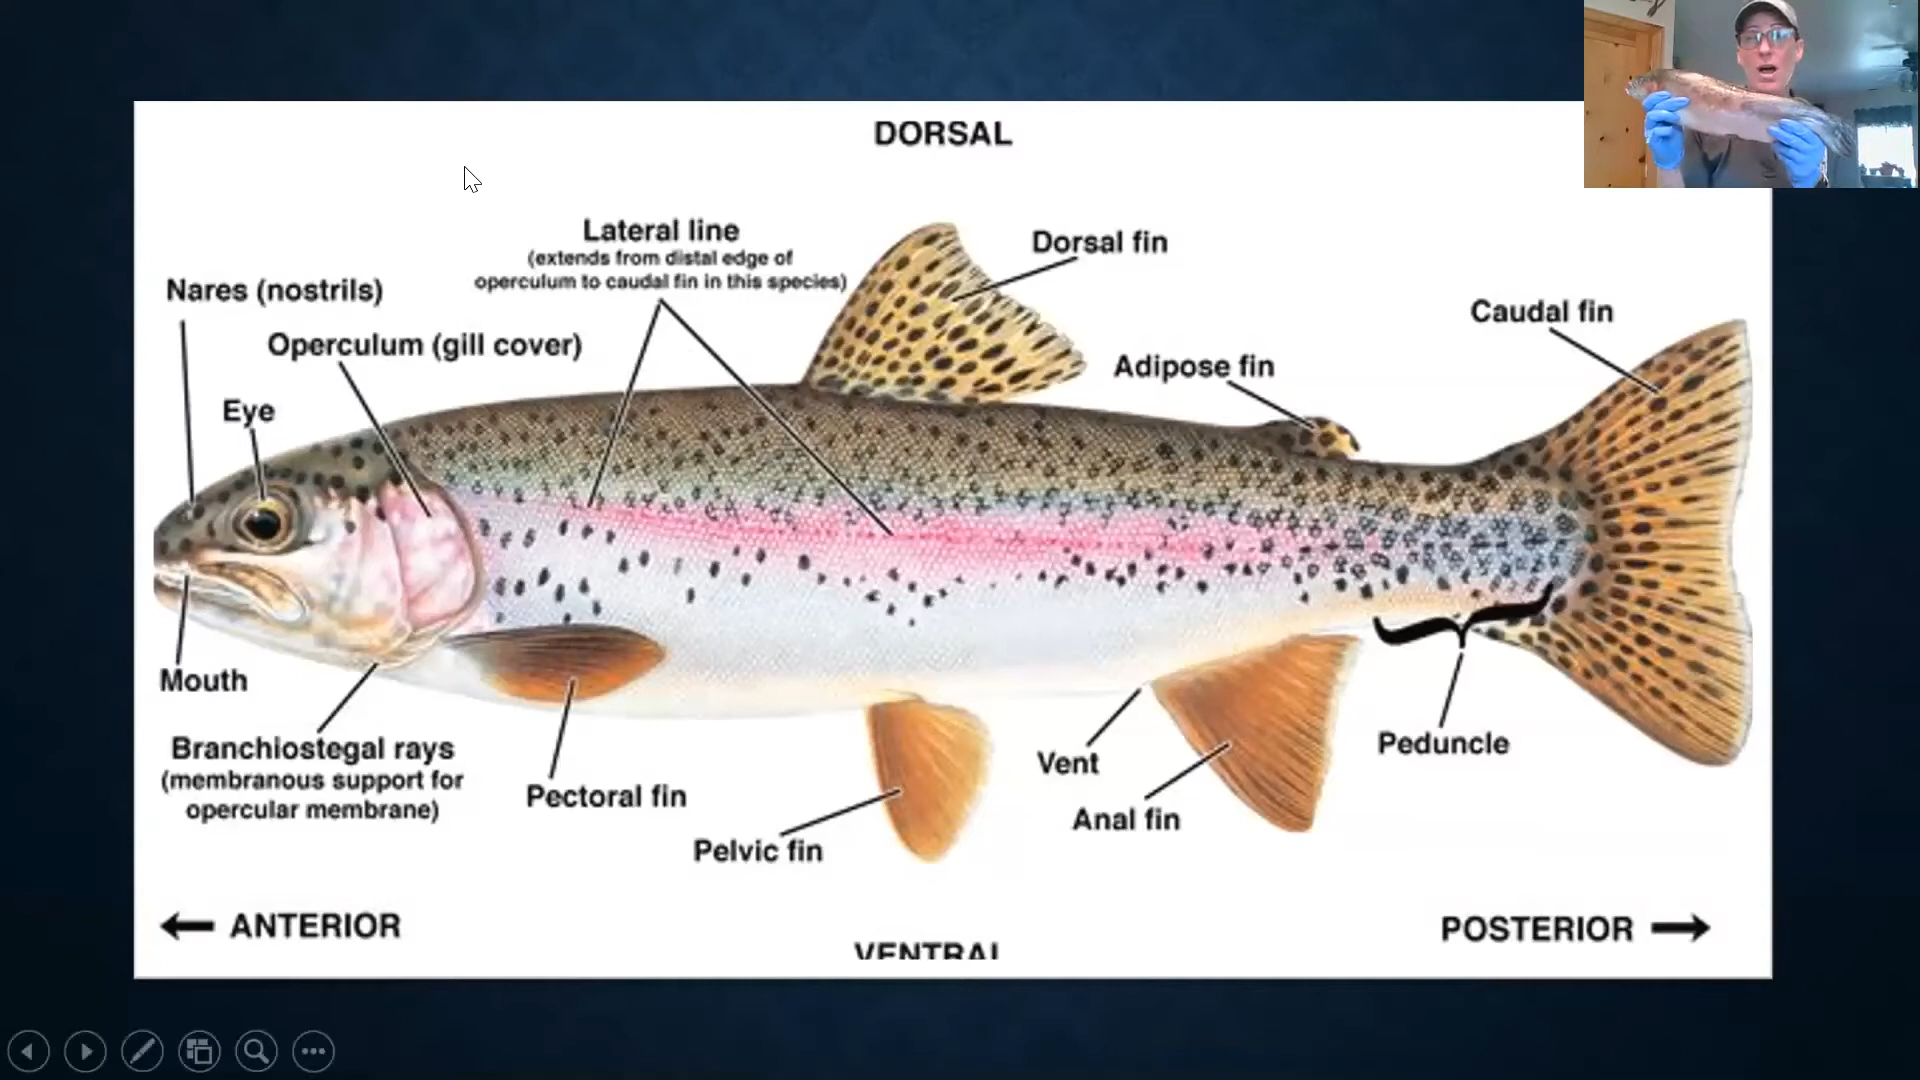 DORSAL
Lateral line
(extends from distal edge of
operculum to caudal fin in this species)
Dorsal fin
Nares (nostrils)
Caudal fin
Operculum (gill cover)
Adipose fin
Eye
Mouth
Branchiostegal rays
(membranous support for
opercular membrane)
Pectoral fin
Pelvic fin
Vent
Anal fin
Peduncle
ANTERIOR
POSTERIOR
VENTRAL